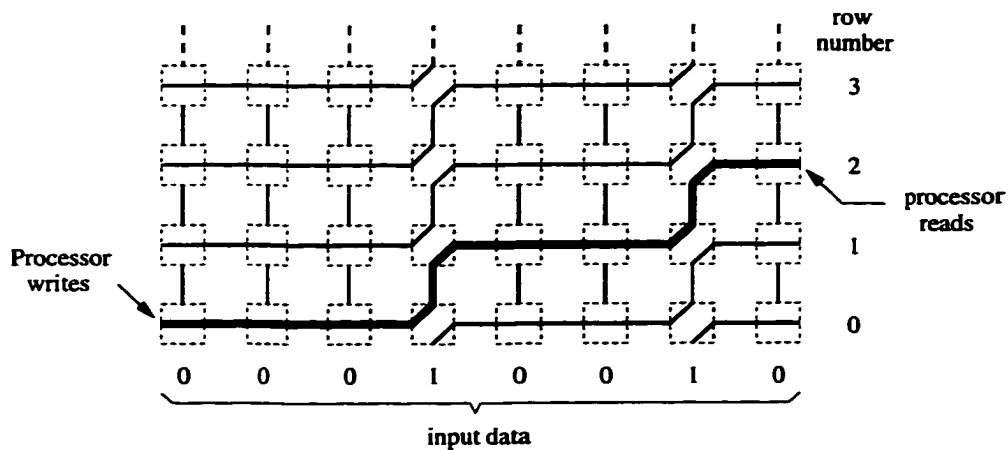 row
number
3
2
processor
reads
1
Processor
writes
0
0 0 0 1 0 0 1 0
input data